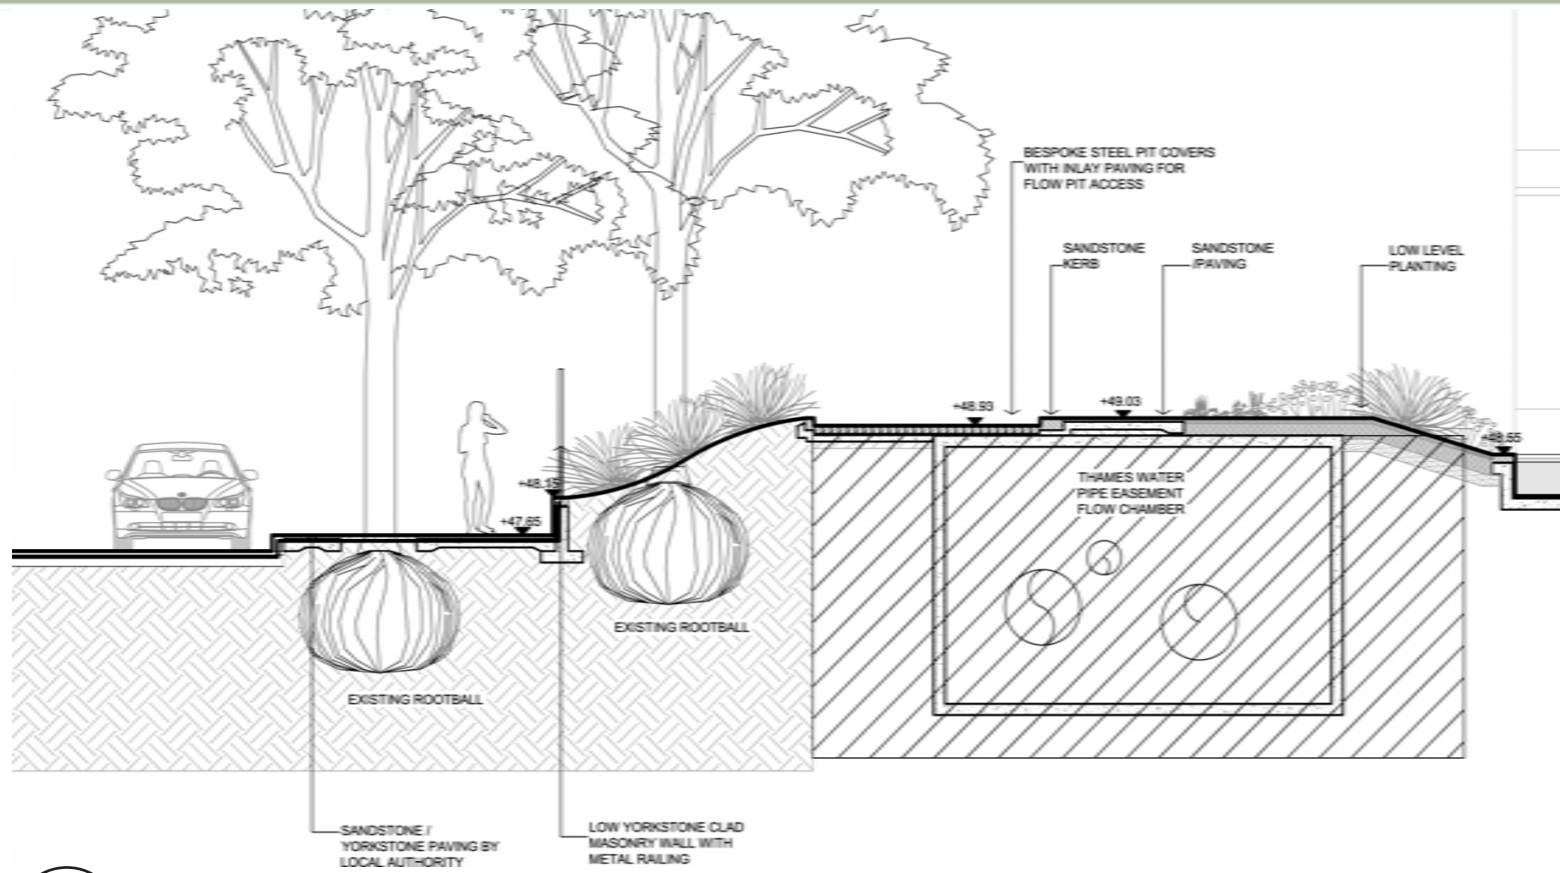 BESPOKE STEEL PIT COVERS
WITH INLAY PAVING FOR
FLOW PIT ACCESS
SANDSTONE
KERB
SANDSTONE
/PAVING
LOW LEVEL
PLANTING
+48.93
+49.03
+48.55
+48.15
+47.65
THAMES WATER
PIPE EASEMENT
FLOW CHAMBER
EXISTING ROOTBALL
EXISTING ROOTBALL
SANDSTONE /
YORKSTONE PAVING BY
LOCAL AUTHORITY
LOW YORKSTONE CLAD
MASONRY WALL WITH
METAL RAILING